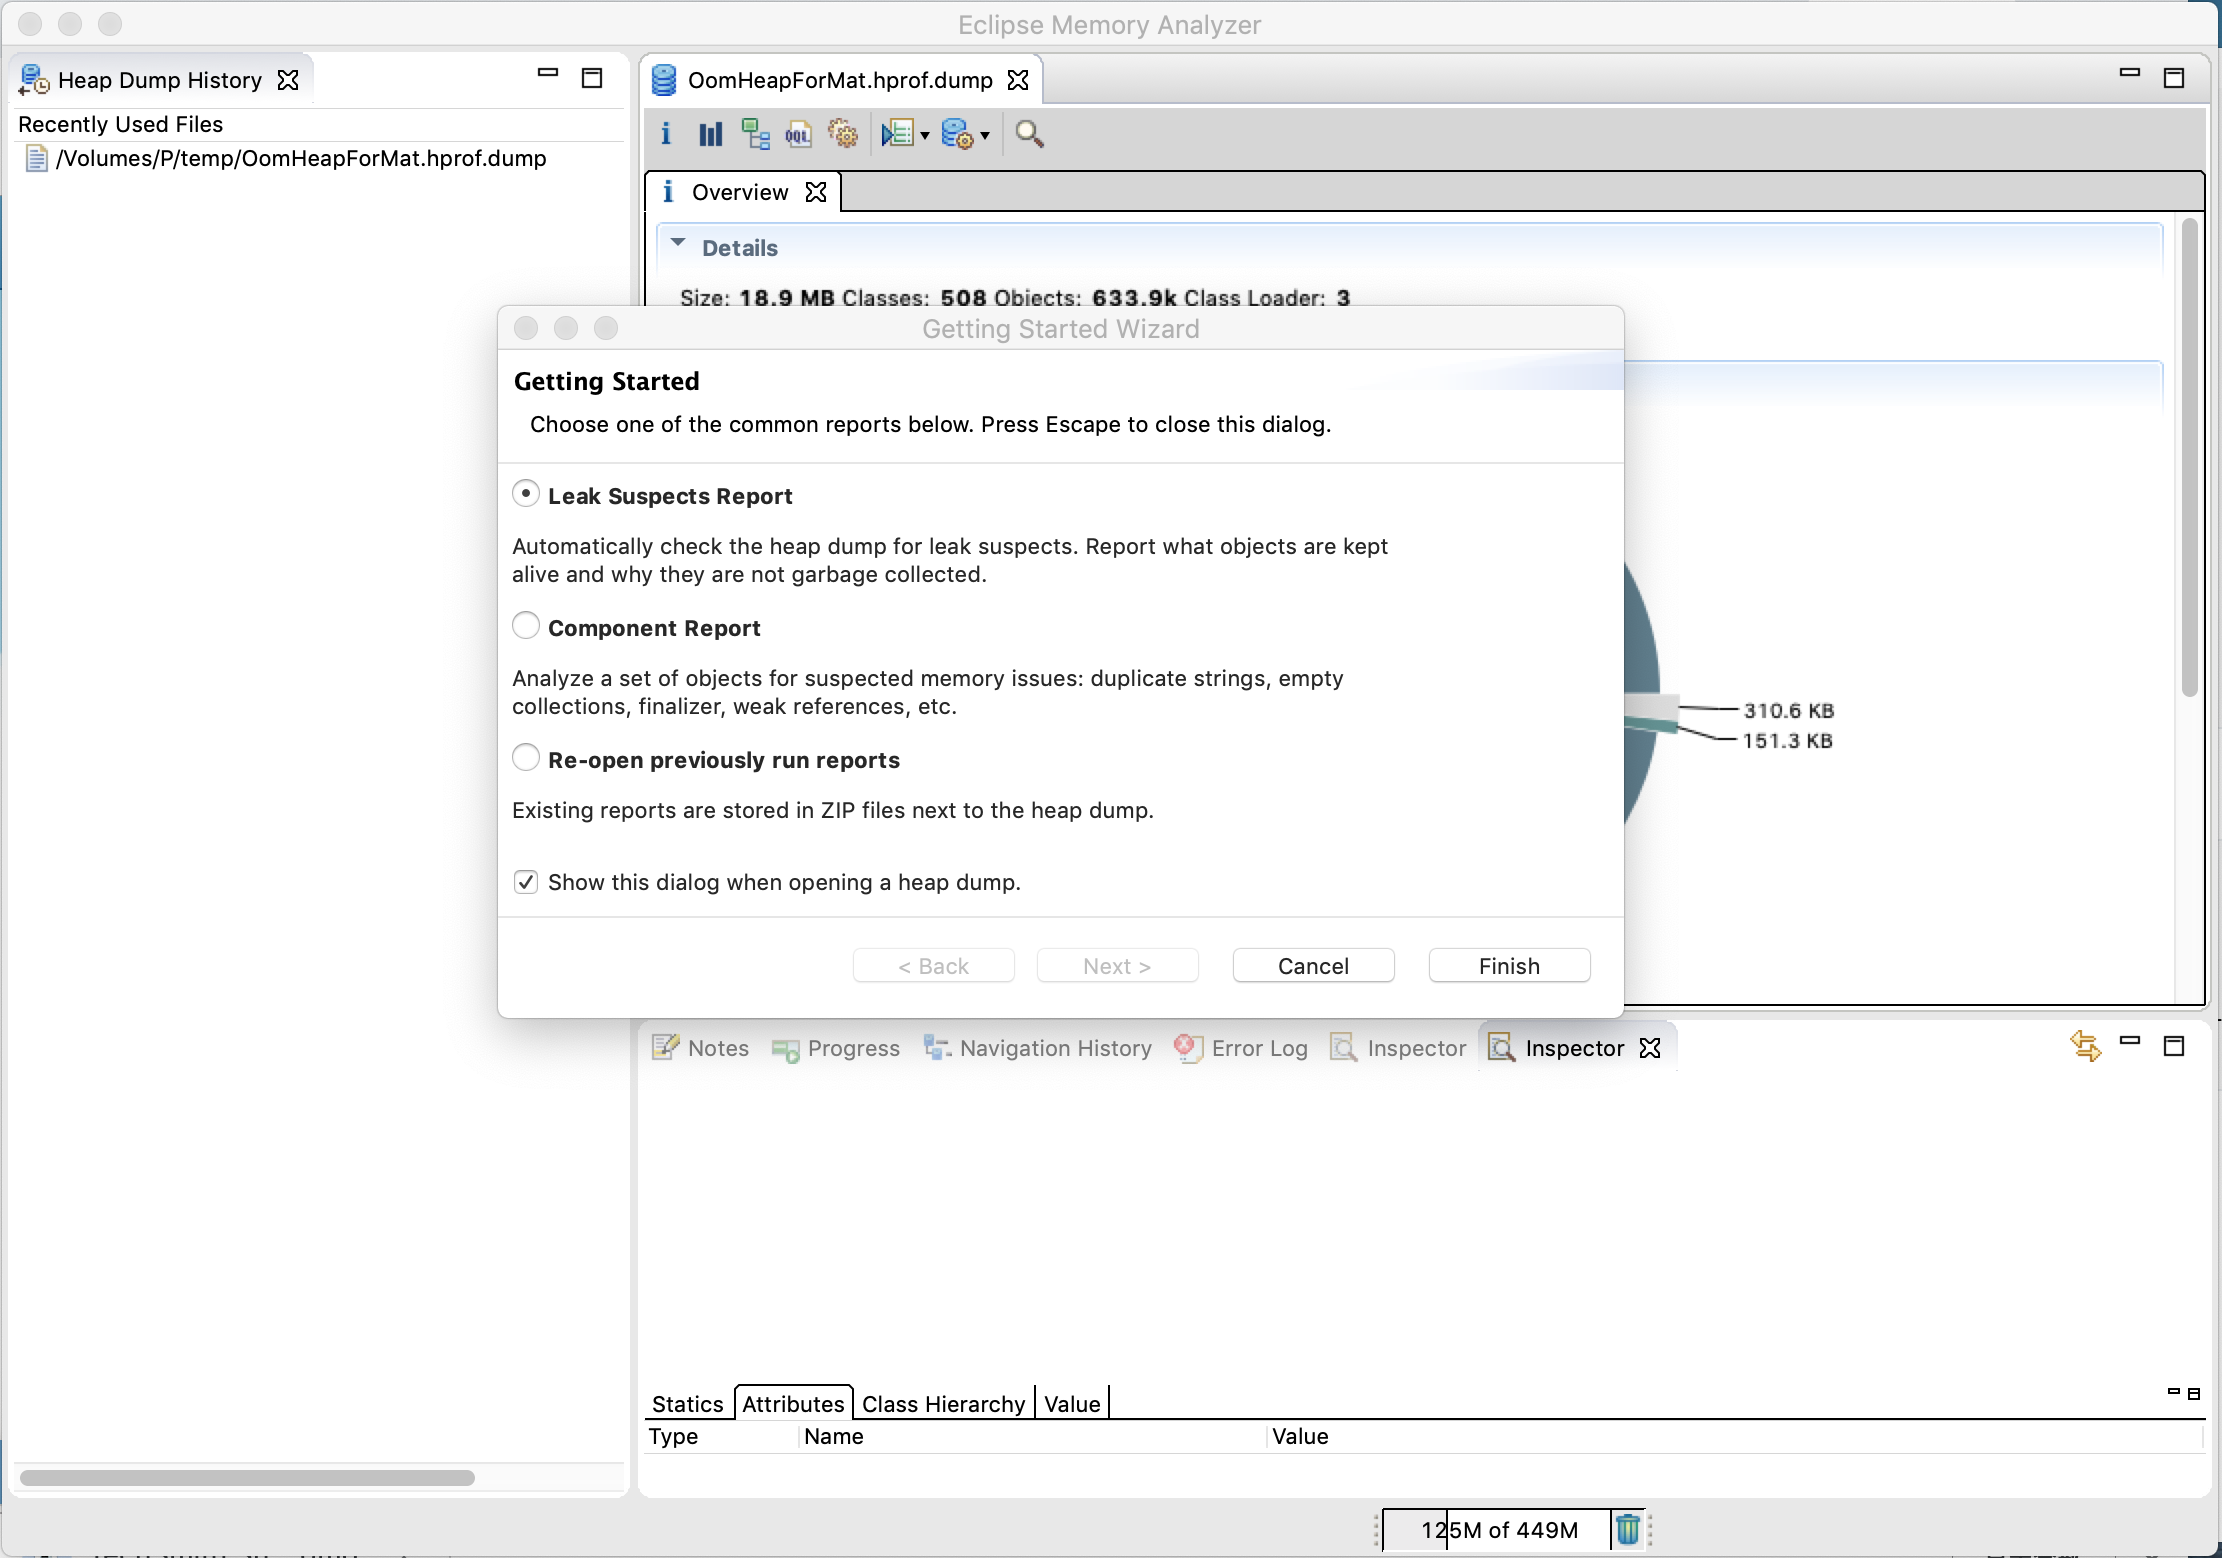 Eclipse Memory Analyzer
Heap Dump History
Recently Used Files
/Volumes/P/temp/OomHeapForMat.hprof.dump
OomHeapForMat.hprof.dump
OQL
Overview
Details
Size: 18.9 MB Classes: 508 Objects: 633.9k Class Loader: 3
310.6 KB
151.3 KB
Getting Started Wizard
Getting Started
Choose one of the common reports below. Press Escape to close this dialog.
Leak Suspects Report
Automatically check the heap dump for leak suspects. Report what objects are kept
alive and why they are not garbage collected.
Component Report
Analyze a set of objects for suspected memory issues: duplicate strings, empty
collections, finalizer, weak references, etc.
Re-open previously run reports
Existing reports are stored in ZIP files next to the heap dump.
Show this dialog when opening a heap dump.
< Back Next > Cancel Finish
Notes Progress Navigation History Error Log Inspector Inspector
Statics Attributes Class Hierarchy Value
Type Name Value
125M of 449M